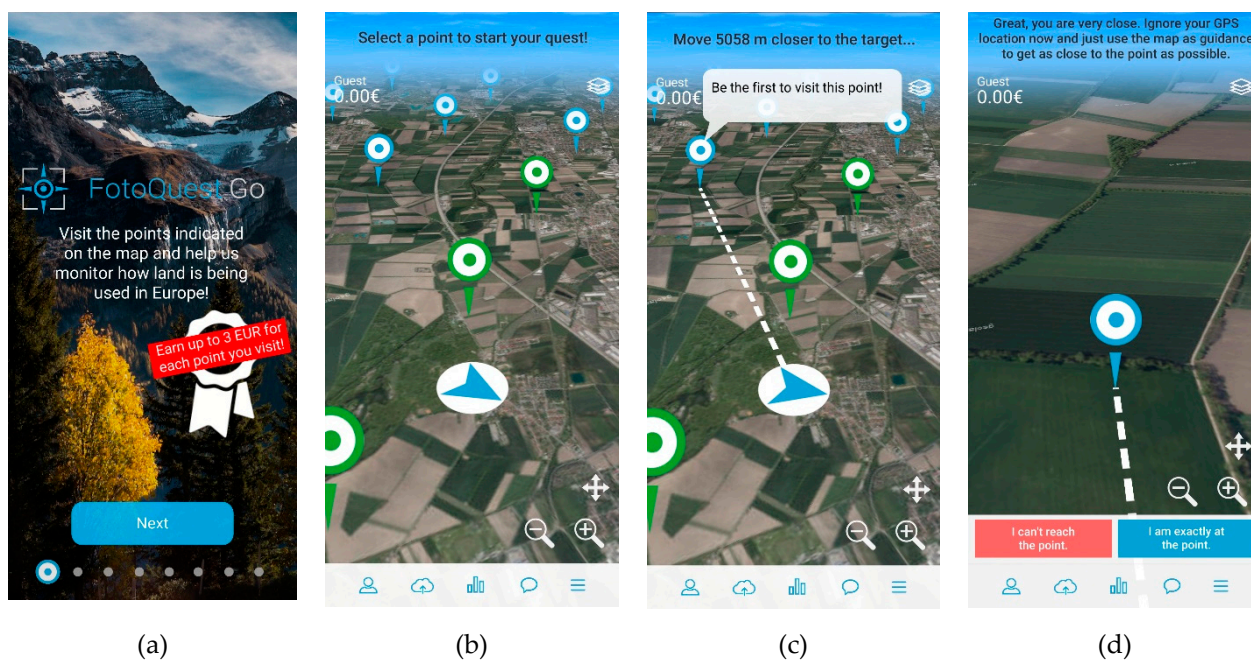 FotoQuest Go
Visit the points indicated
on the map and help us
monitor how land is being
used in Europe!
Earn up to 3 EUR for
each point you visit!
Next
(a)
Select a point to start your quest!
Guest
0.00€
(b)
Move 5058 m closer to the target...
Guest
0.00€
Be the first to visit this point!
(c)
Great, you are very close. Ignore your GPS
location now and just use the map as guidance
to get as close to the point as possible.
Guest
0.00€
I can't reach
the point.
I am exactly at
the point.
(d)